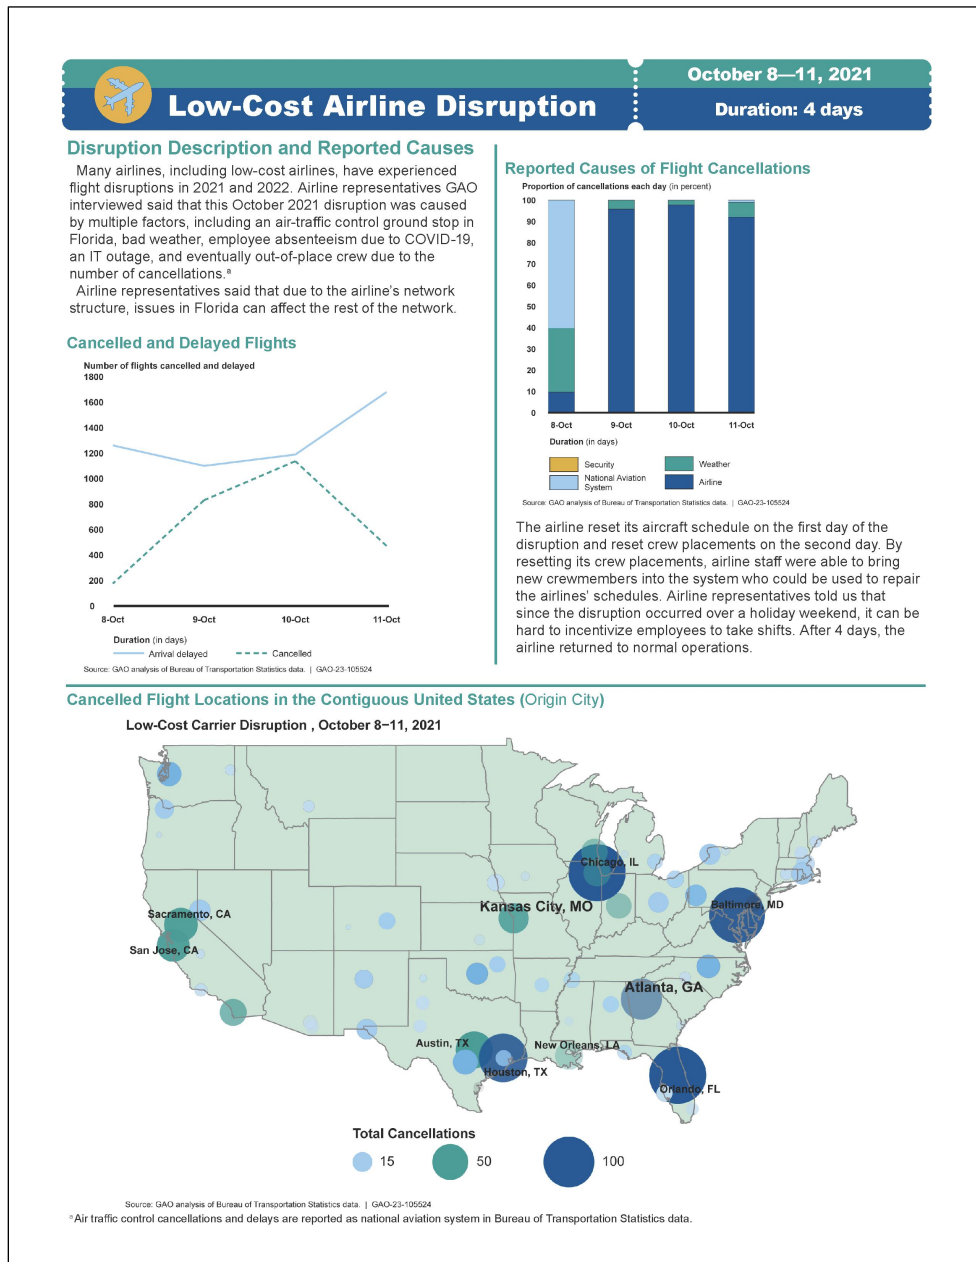 October 8—11, 2021
Low-Cost Airline Disruption
Duration: 4 days
Disruption Description and Reported Causes
Many airlines, including low-cost airlines, have experienced
flight disruptions in 2021 and 2022. Airline representatives GAO
interviewed said that this October 2021 disruption was caused
by multiple factors, including an air-traffic control ground stop in
Florida, bad weather, employee absenteeism due to COVID-19,
an IT outage, and eventually out-of-place crew due to the
number of cancellations.a
Airline representatives said that due to the airline's network
structure, issues in Florida can affect the rest of the network.
Cancelled and Delayed Flights
Number of flights cancelled and delayed
1800
1600
1400
1200
1000
800
600
400
200
0
8-Oct 9-Oct 10-Oct 11-Oct
Duration (in days)
Arrival delayed Cancelled
Source: GAO analysis of Bureau of Transportation Statistics data. | GAO-23-105524
Reported Causes of Flight Cancellations
Proportion of cancellations each day (in percent)
100
90
80
70
60
50
40
30
20
10
0
8-Oct 9-Oct 10-Oct 11-Oct
Duration (in days)
Security Weather
National Aviation
System Airline
Source: GAO analysis of Bureau of Transportation Statistics data. | GAO-23-105524
The airline reset its aircraft schedule on the first day of the
disruption and reset crew placements on the second day. By
resetting its crew placements, airline staff were able to bring
new crewmembers into the system who could be used to repair
the airlines' schedules. Airline representatives told us that
since the disruption occurred over a holiday weekend, it can be
hard to incentivize employees to take shifts. After 4 days, the
airline returned to normal operations.
Cancelled Flight Locations in the Contiguous United States (Origin City)
Low-Cost Carrier Disruption , October 8−11, 2021
Chicago, IL
Kansas City, MO
Baltimore, MD
Sacramento, CA
San Jose, CA
Atlanta, GA
Austin, TX
New Orleans, LA
Houston, TX
Orlando, FL
Total Cancellations
15 50 100
Source: GAO analysis of Bureau of Transportation Statistics data. | GAO-23-105524
a Air traffic control cancellations and delays are reported as national aviation system in Bureau of Transportation Statistics data.